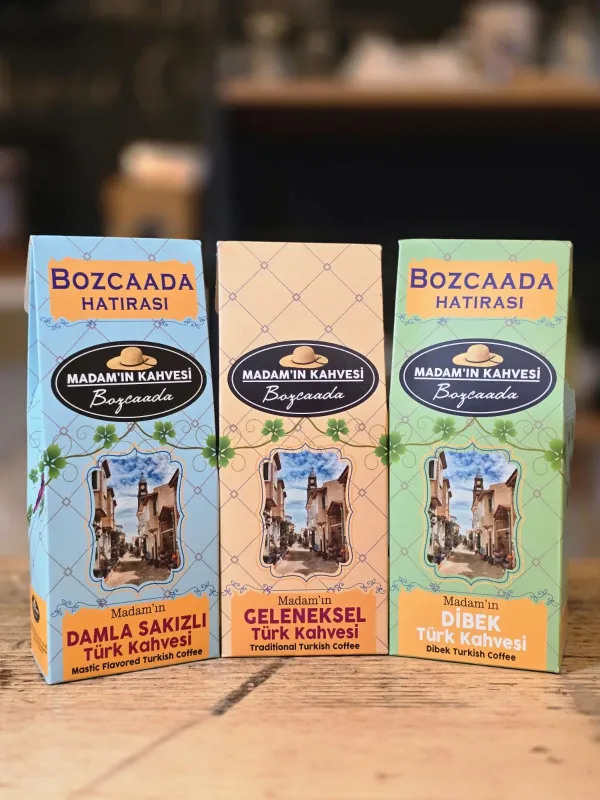 BOZCAADA
HATIRASI
MADAM'IN KAHVESİ
Bozcaada
Madam'ın
DAMLA SAKIZLI
Türk Kahvesi
Mastic Flavored Turkish Coffee
MADAM'IN KAHVESİ
Bozcaada
Madam'ın
GELENEKSEL
Türk Kahvesi
Traditional Turkish Coffee
BOZCAADA
HATIRASI
MADAM'IN KAHVESİ
Bozcaada
Madam'ın
DİBEK
Türk Kahvesi
Dibek Turkish Coffee